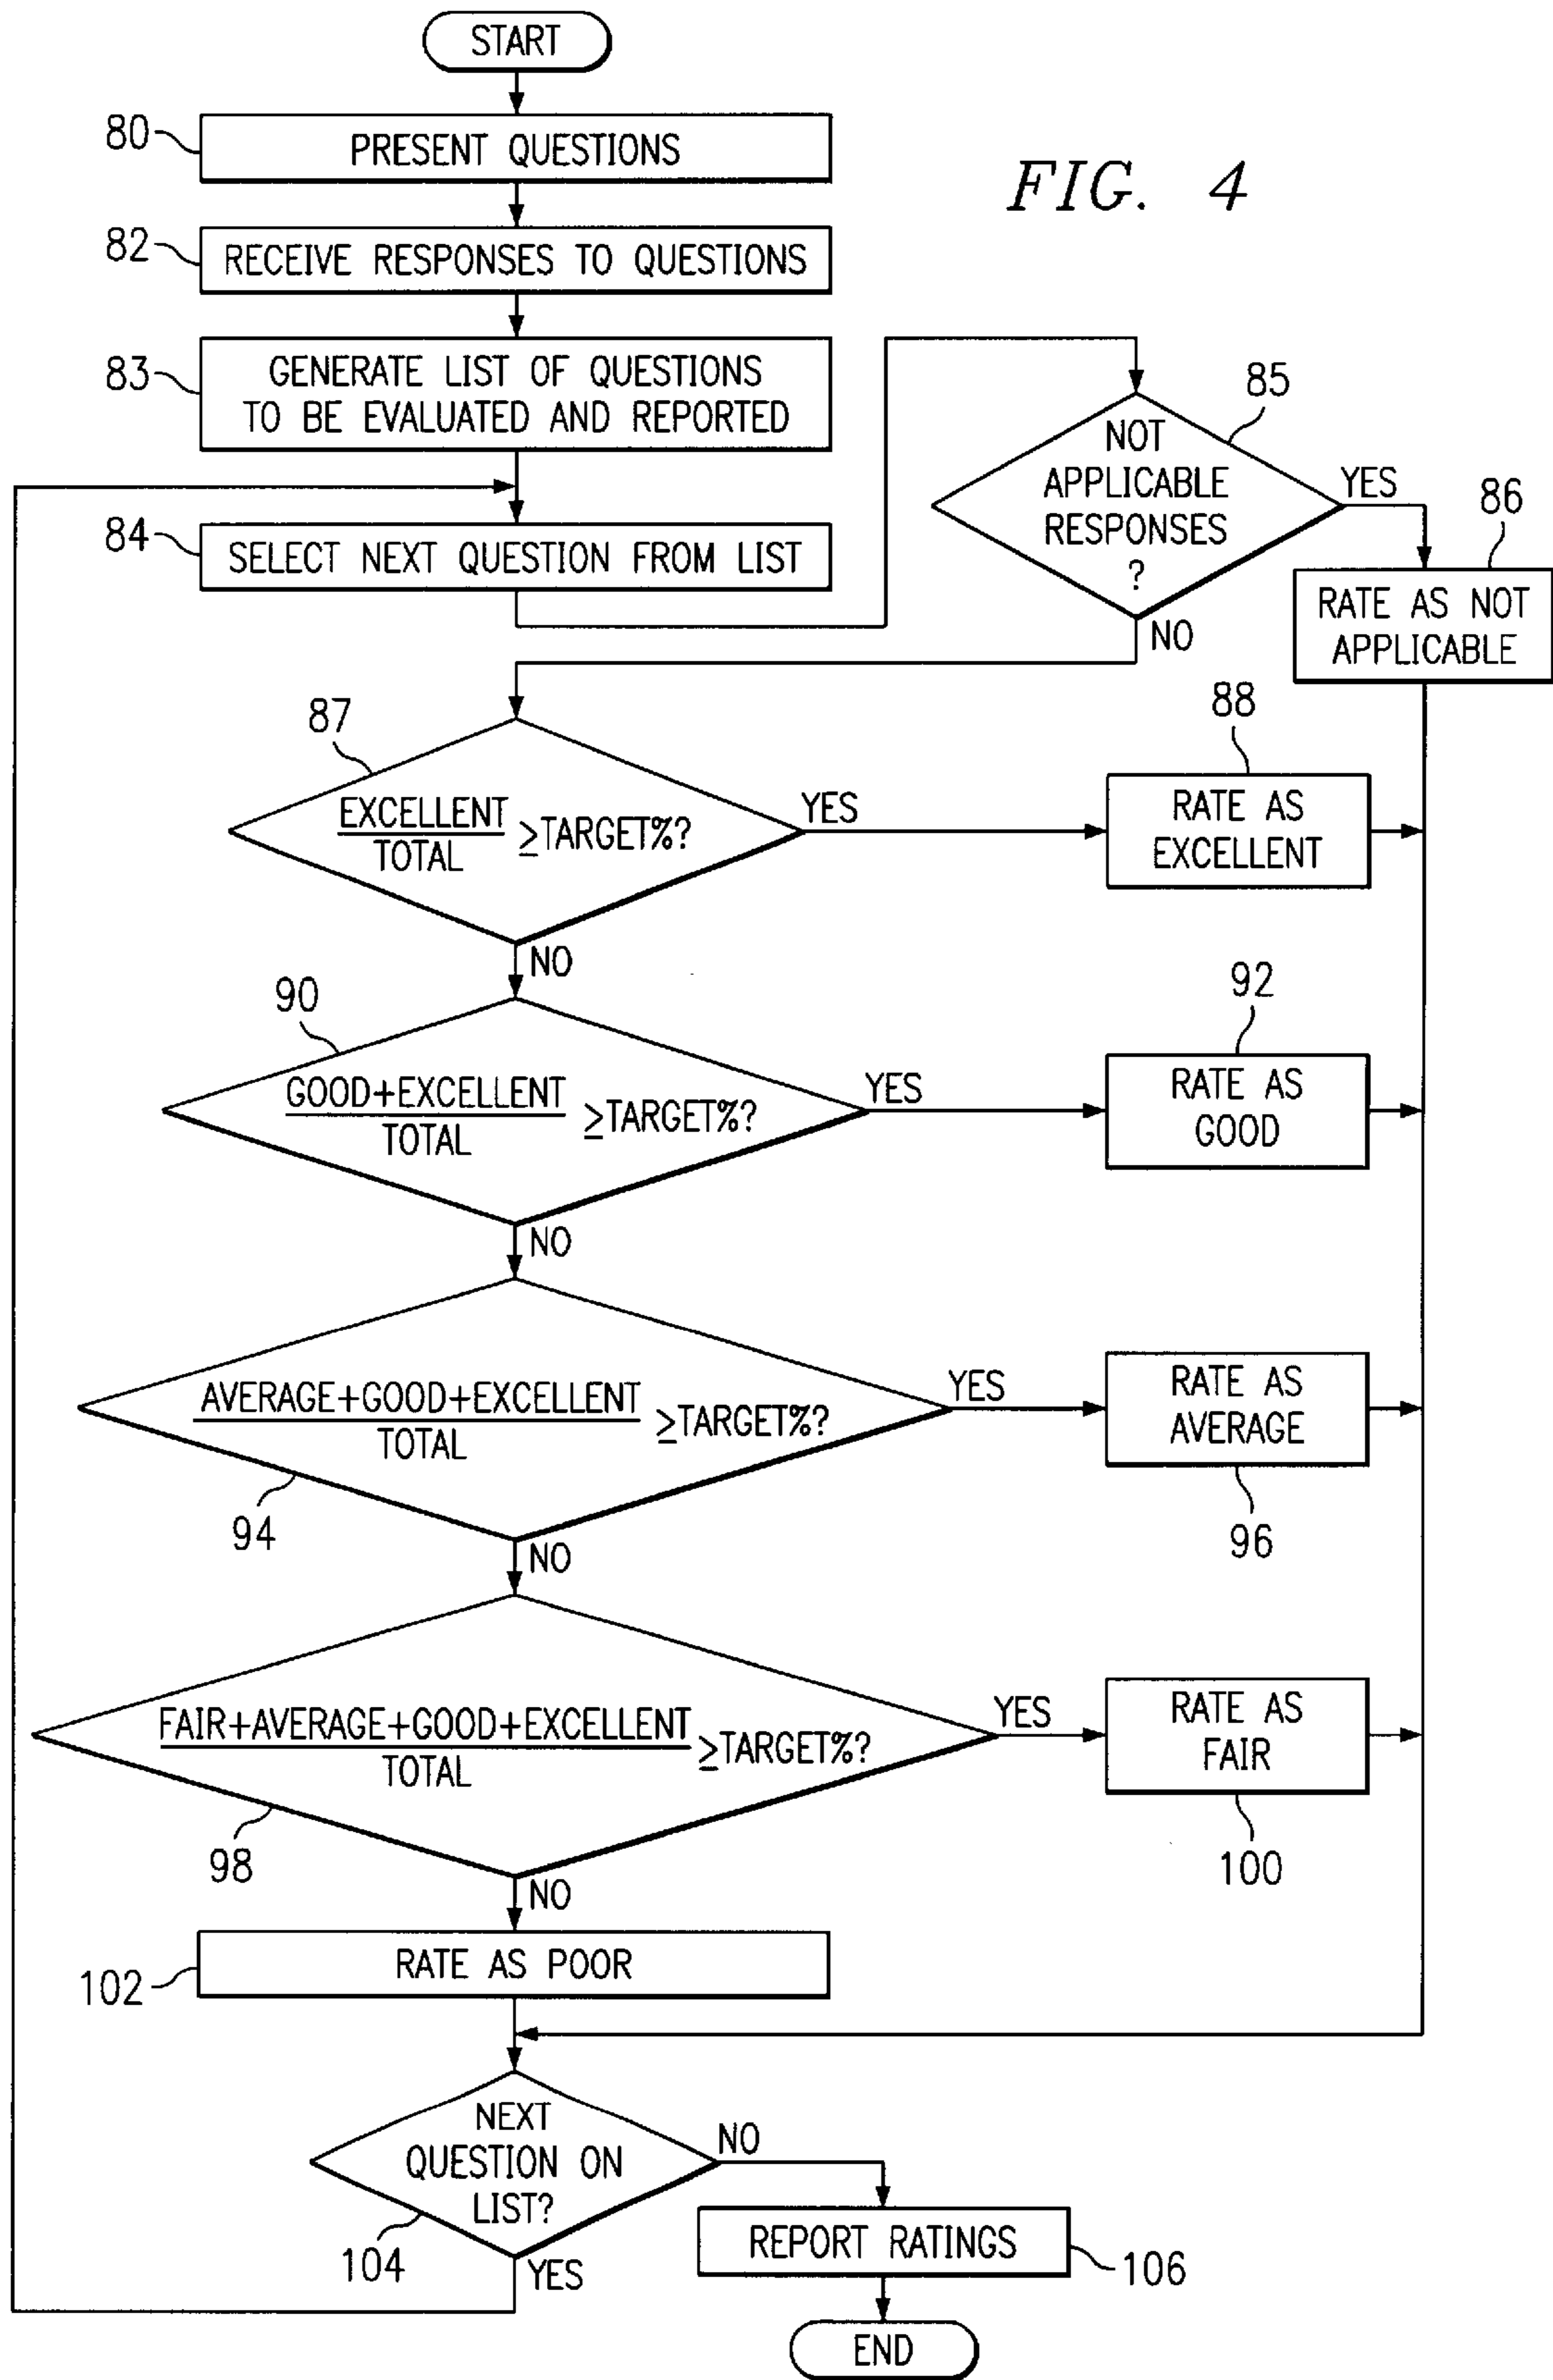 START
80
PRESENT QUESTIONS
FIG. 4
82
RECEIVE RESPONSES TO QUESTIONS
83
GENERATE LIST OF QUESTIONS
TO BE EVALUATED AND REPORTED
85
NOT
APPLICABLE
RESPONSES
?
YES
NO
86
RATE AS NOT
APPLICABLE
84
SELECT NEXT QUESTION FROM LIST
87
EXCELLENT
TOTAL
≥TARGET%?
YES
NO
88
RATE AS
EXCELLENT
90
GOOD+EXCELLENT
TOTAL
≥TARGET%?
YES
NO
92
RATE AS
GOOD
AVERAGE+GOOD+EXCELLENT
TOTAL
≥TARGET%?
94
YES
NO
RATE AS
AVERAGE
96
FAIR+AVERAGE+GOOD+EXCELLENT
TOTAL
≥TARGET%?
98
YES
NO
RATE AS
FAIR
100
102
RATE AS POOR
NEXT
QUESTION ON
LIST?
104
NO
YES
REPORT RATINGS
106
END